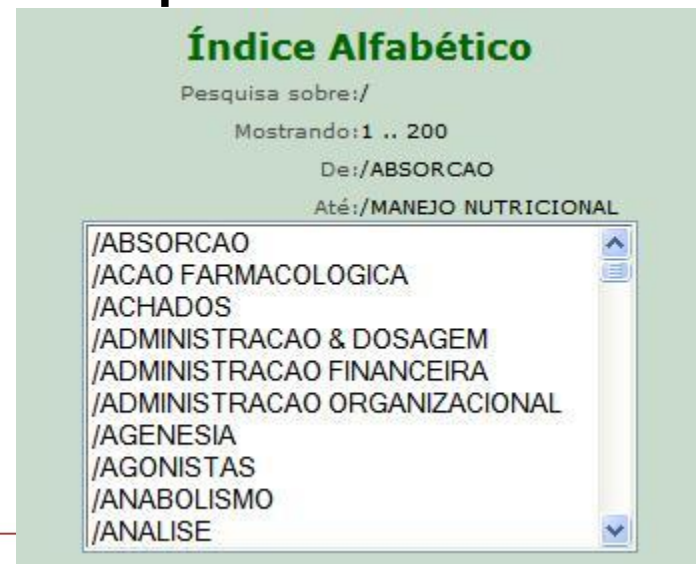 Índice Alfabético
Pesquisa sobre:/
Mostrando:1 .. 200
De:/ABSORCAO
Até:/MANEJO NUTRICIONAL
/ABSORCAO
/ACAO FARMACOLOGICA
/ACHADOS
/ADMINISTRACAO & DOSAGEM
/ADMINISTRACAO FINANCEIRA
/ADMINISTRACAO ORGANIZACIONAL
/AGENESIA
/AGONISTAS
/ANABOLISMO
/ANALISE